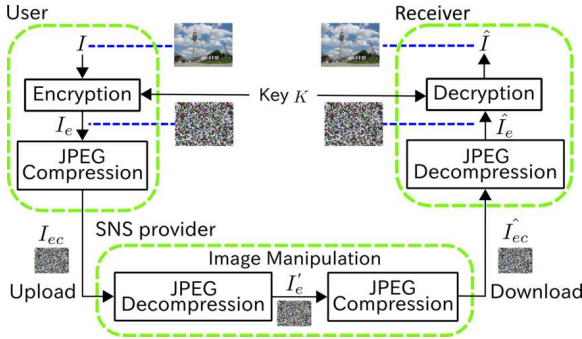 User
Receiver
I
Î
Encryption
Key K
Decryption
I_e
Î_e
JPEG
Compression
JPEG
Decompression
I_ec
SNS provider
Î_ec
Image Manipulation
Upload
JPEG
Decompression
I'_e
JPEG
Compression
Download